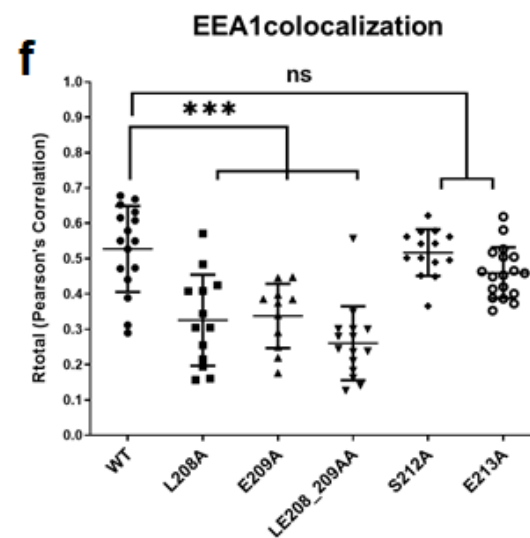 EEA1colocalization
f
ns
***
Rtotal (Pearson's Correlation)
1.0
0.9
0.8
0.7
0.6
0.5
0.4
0.3
0.2
0.1
0.0
WT
L208A
E209A
LE208_209AA
S212A
E213A